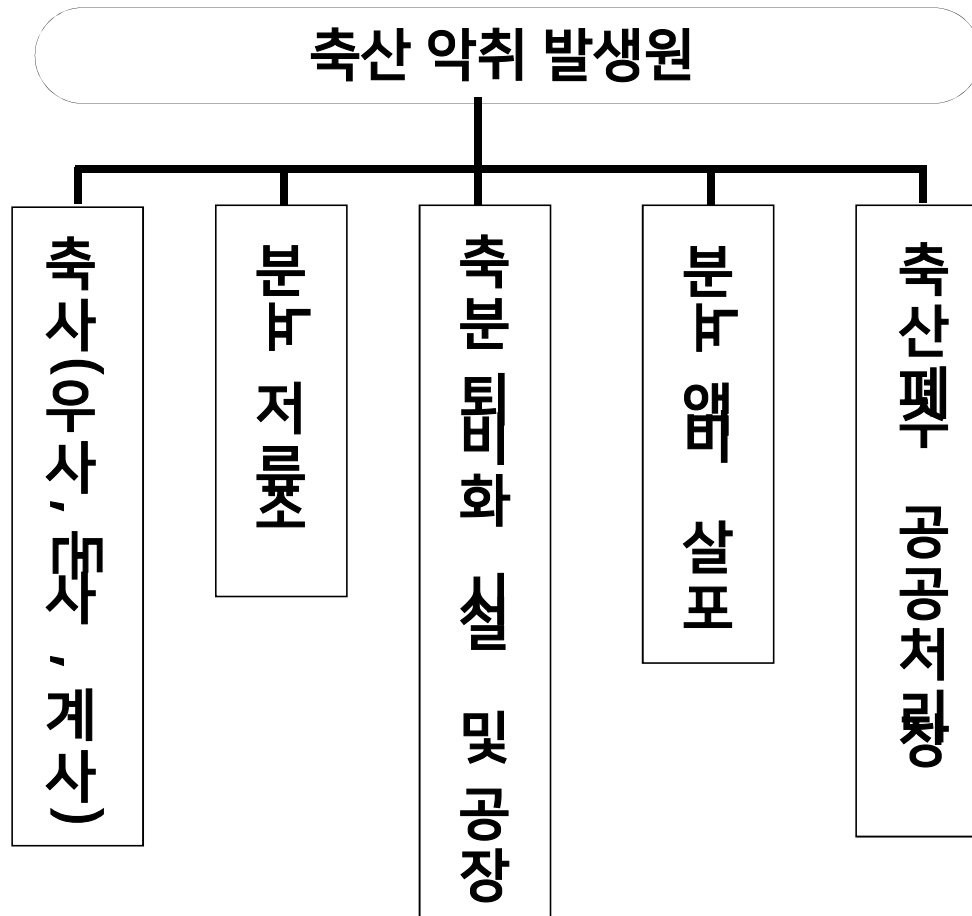 축산 악취 발생원
축사(우사, 돈사 , 계사)
분뇨 저류조
축분 퇴비화 시설 및 공장
분뇨 액비 살포
축산폐수 공공처리장